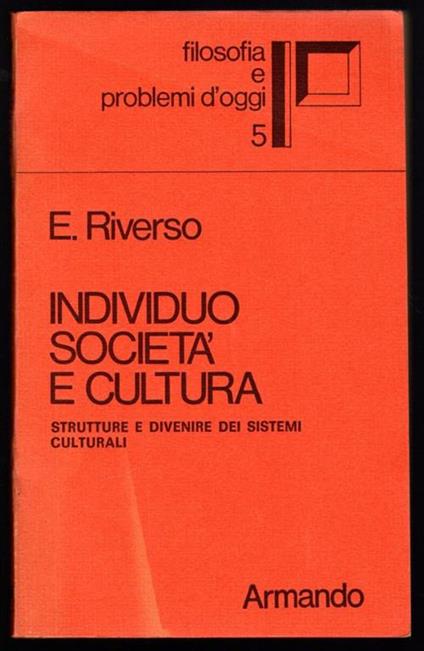 filosofia
e
problemi d'oggi
5
E. Riverso
INDIVIDUO
SOCIETA'
E CULTURA
STRUTTURE E DIVENIRE DEI SISTEMI
CULTURALI
Armando